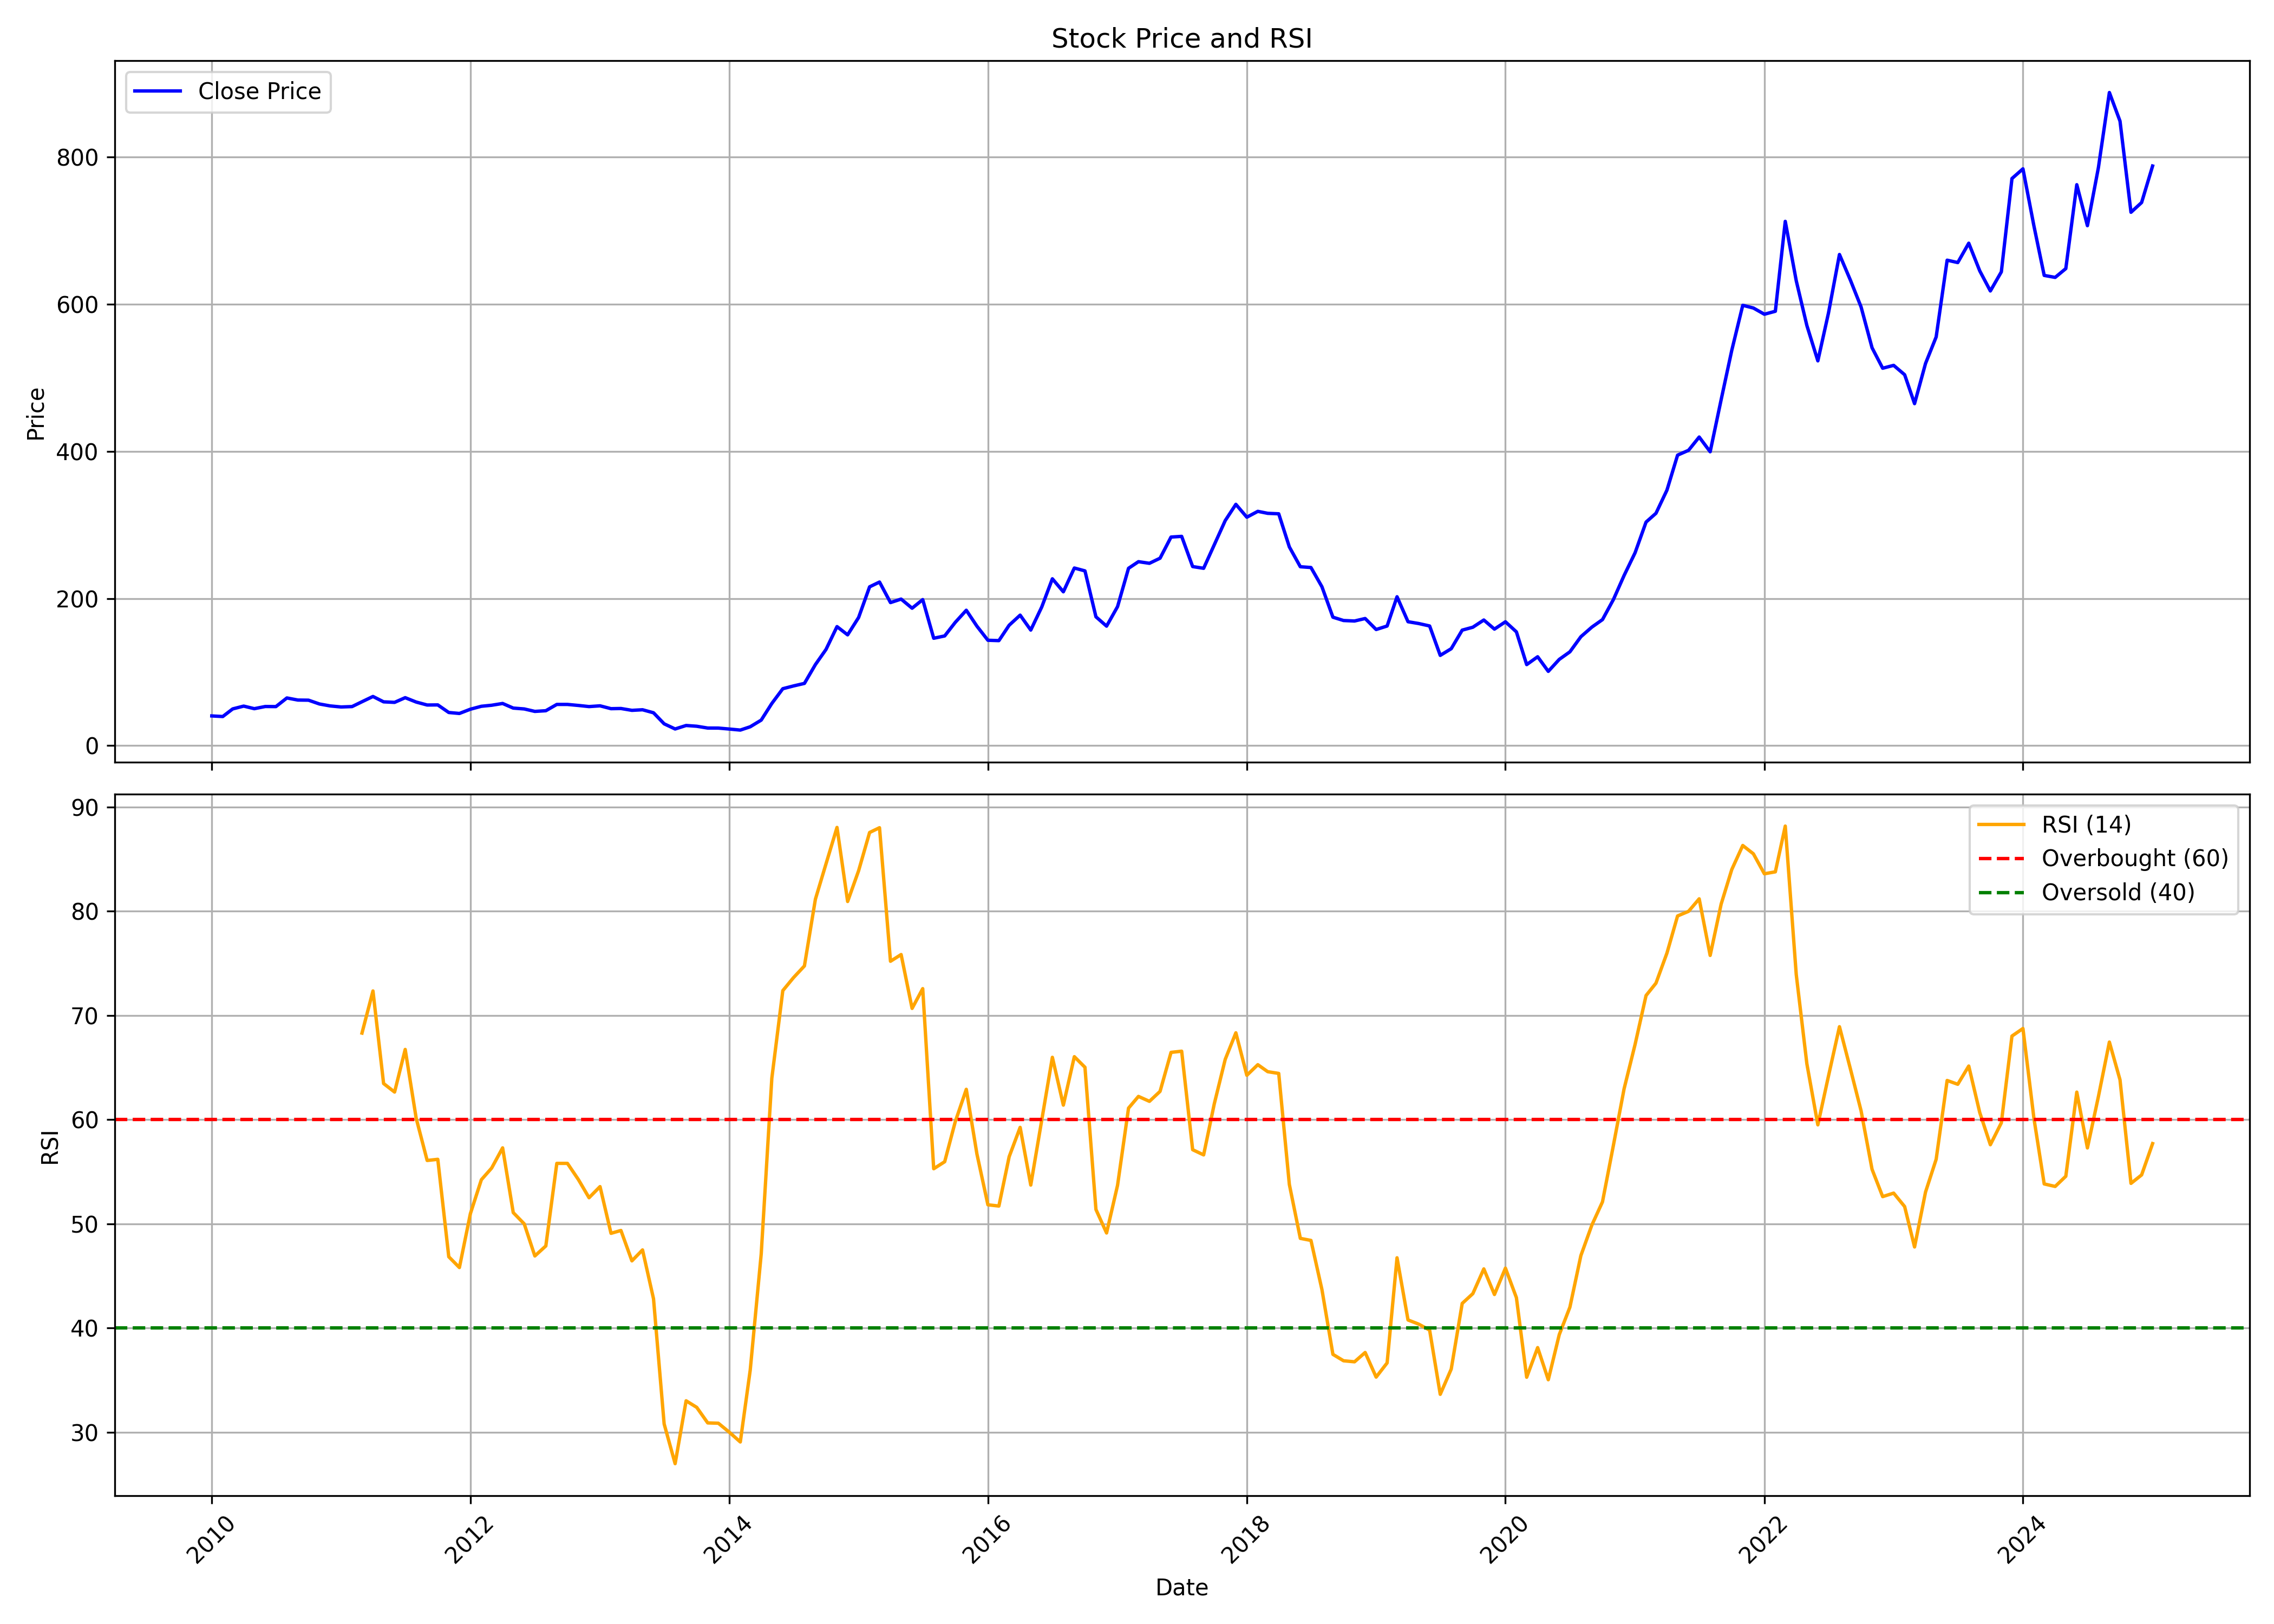 Stock Price and RSI
Close Price
800
600
400
200
0
Price
90
80
70
60
50
40
30
RSI
RSI (14)
Overbought (60)
Oversold (40)
2010
2012
2014
2016
2018
2020
2022
2024
Date